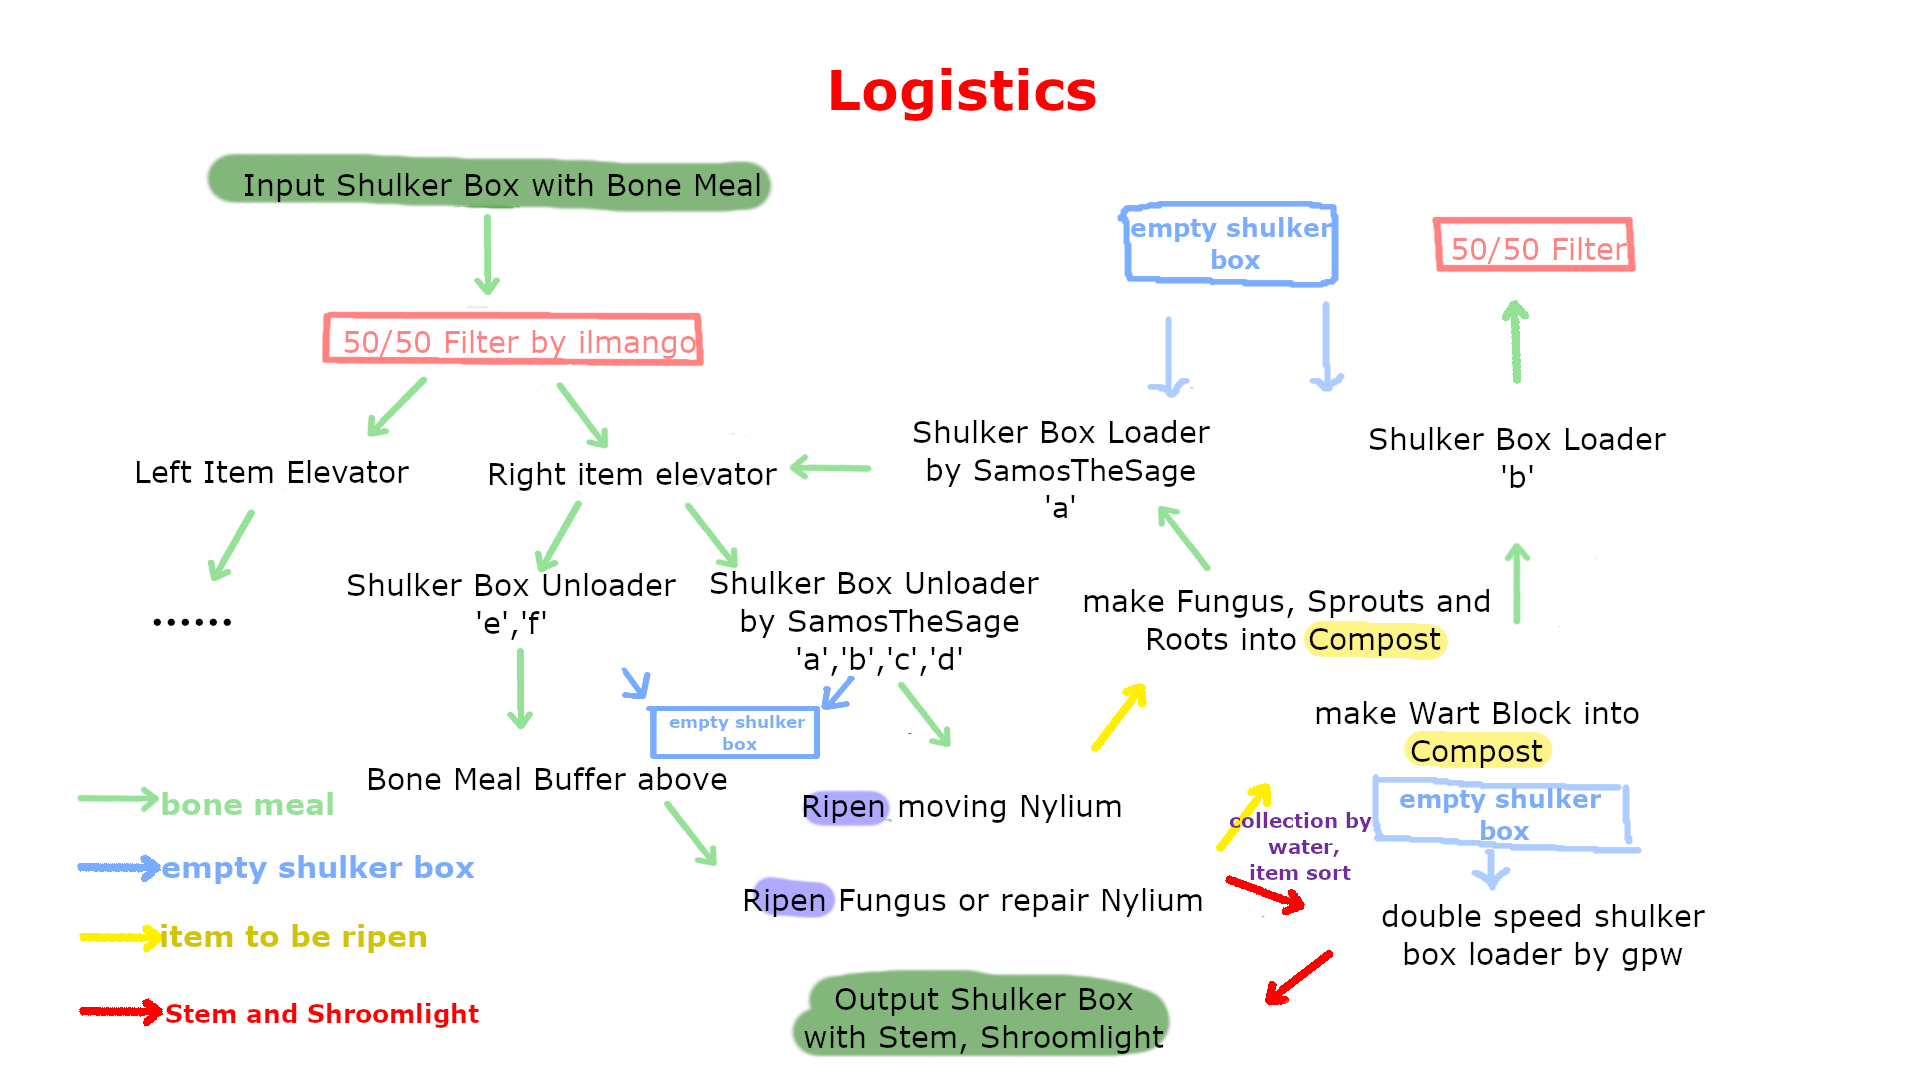 Logistics
Input Shulker Box with Bone Meal
empty shulker
box
50/50 Filter
50/50 Filter by ilmango
Left Item Elevator
Right item elevator
Shulker Box Loader
by SamosTheSage
'a'
Shulker Box Loader
'b'
......
Shulker Box Unloader
'e','f'
Shulker Box Unloader
by SamosTheSage
'a','b','c','d'
make Fungus, Sprouts and
Roots into Compost
empty shulker
box
make Wart Block into
Compost
Bone Meal Buffer above
Ripen moving Nylium
empty shulker
box
collection by
water,
item sort
Ripen Fungus or repair Nylium
double speed shulker
box loader by gpw
Output Shulker Box
with Stem, Shroomlight
bone meal
empty shulker box
item to be ripen
Stem and Shroomlight